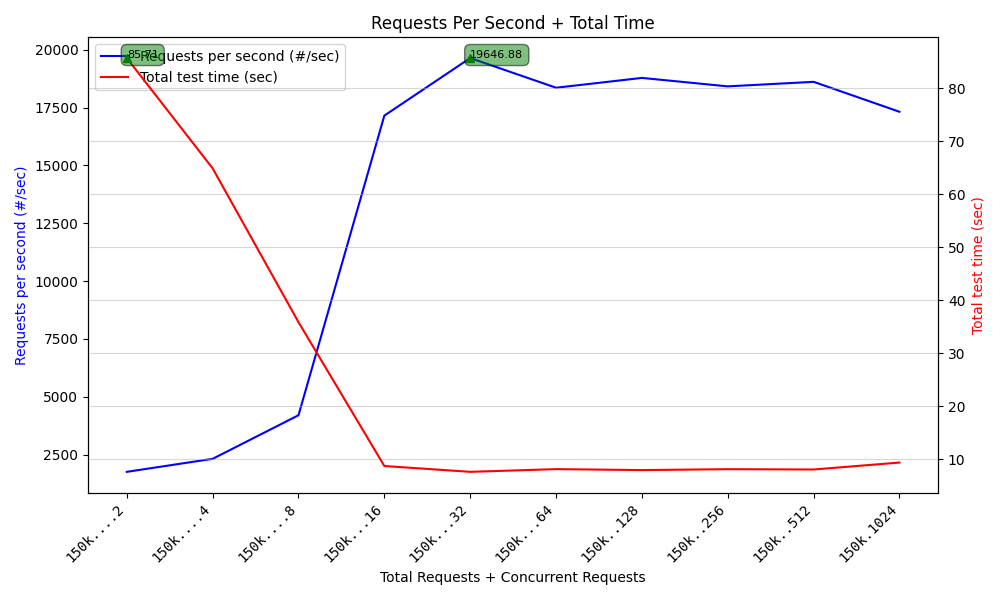 Requests Per Second + Total Time
Requests per second (#/sec)
Total test time (sec)
85.71
19646.88
20000
17500
15000
12500
10000
7500
5000
2500
Requests per second (#/sec)
80
70
60
50
40
30
20
10
Total test time (sec)
150k....2
150k....4
150k....8
150k...16
150k...32
150k...64
150k..128
150k..256
150k..512
150k.1024
Total Requests + Concurrent Requests